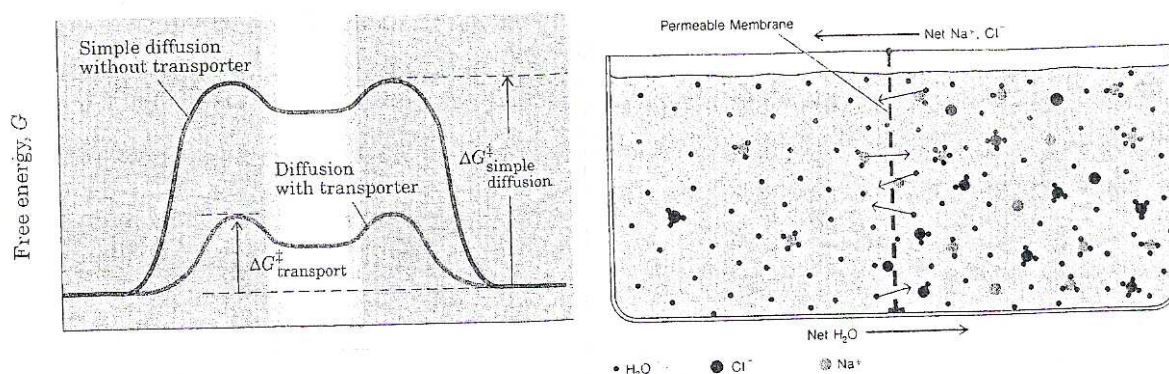 Simple diffusion
without transporter
Free energy, G
Diffusion
with transporter
ΔG‡transport
ΔG‡simple
diffusion
Permeable Membrane
Net Na⁺, Cl⁻
Net H₂O
H₂O
Cl⁻
Na⁺